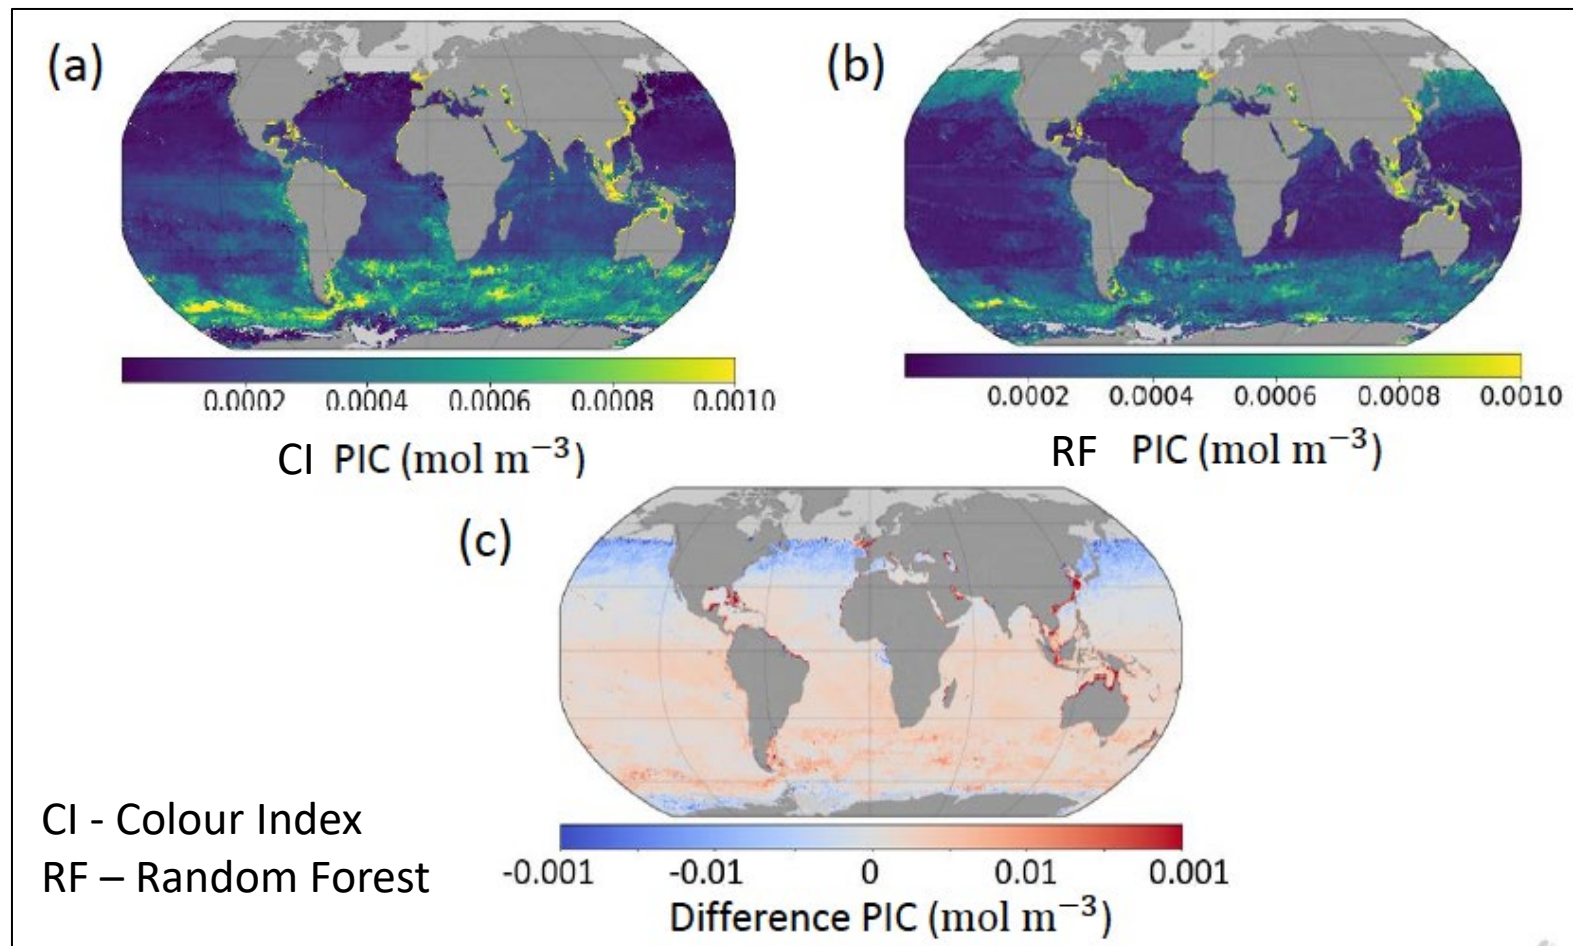 (a)
(b)
0.0002 0.0004 0.0006 0.0008 0.0010
0.0002 0.0004 0.0006 0.0008 0.0010
CI PIC (mol m⁻³)
RF PIC (mol m⁻³)
(c)
CI - Colour Index
RF – Random Forest
-0.001 -0.01 0 0.01 0.001
Difference PIC (mol m⁻³)